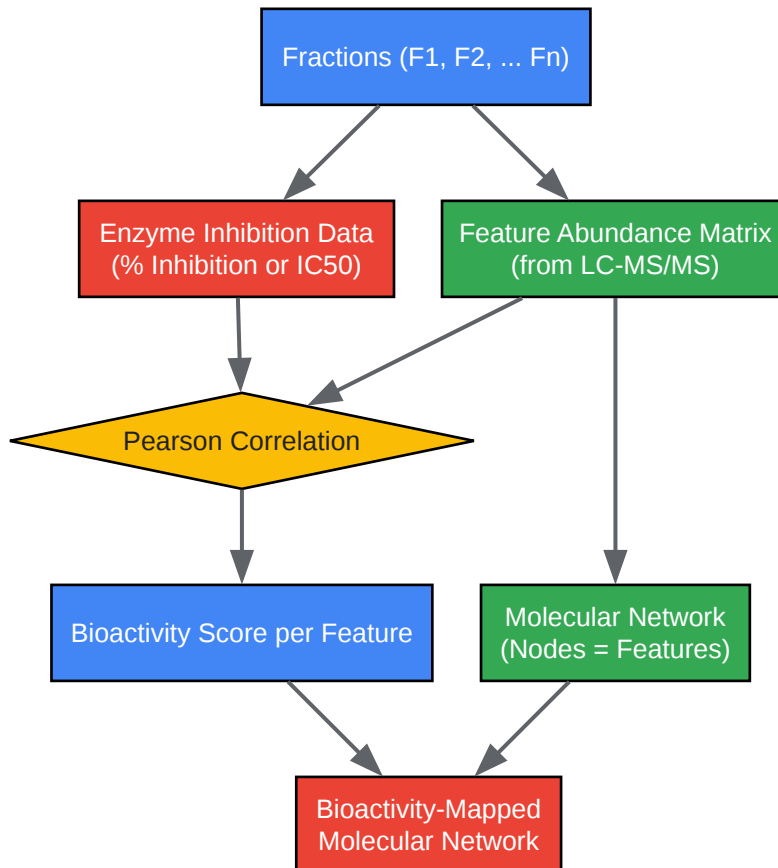 Fractions (F1, F2, ... Fn)
Enzyme Inhibition Data
(% Inhibition or IC50)
Feature Abundance Matrix
(from LC-MS/MS)
Pearson Correlation
Bioactivity Score per Feature
Molecular Network
(Nodes = Features)
Bioactivity-Mapped
Molecular Network